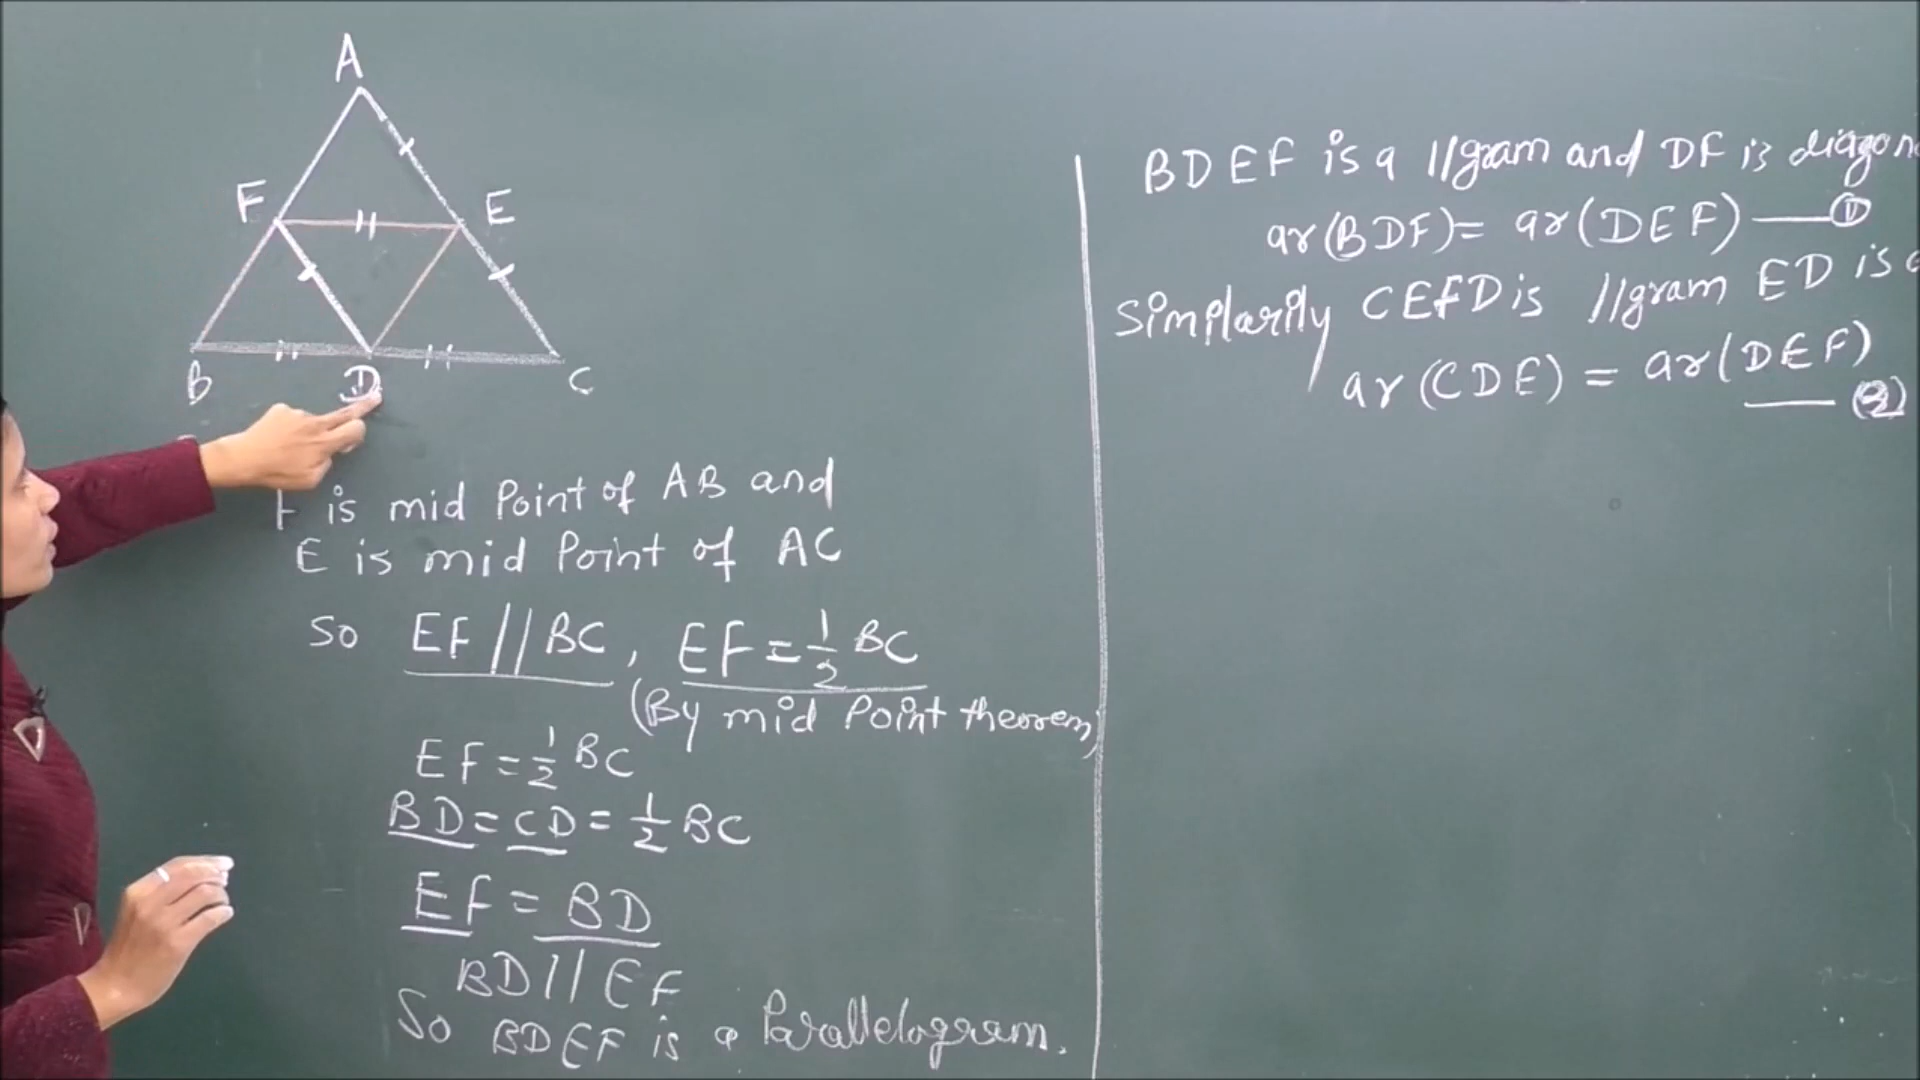 A
F
E
B
D
C
F is mid Point of AB and
E is mid Point of AC
So EF // BC, EF = 1/2 BC
(By mid Point theorem)
EF = 1/2 BC
BD = CD = 1/2 BC
EF = BD
BD // EF
So BDEF is a Parallelogram.
BDEF is a //gram and DF is diagon
ar(BDF) = ar(DEF) — ①
Simplarily CEFD is //gram ED is
ar(CDE) = ar(DEF)
— ②